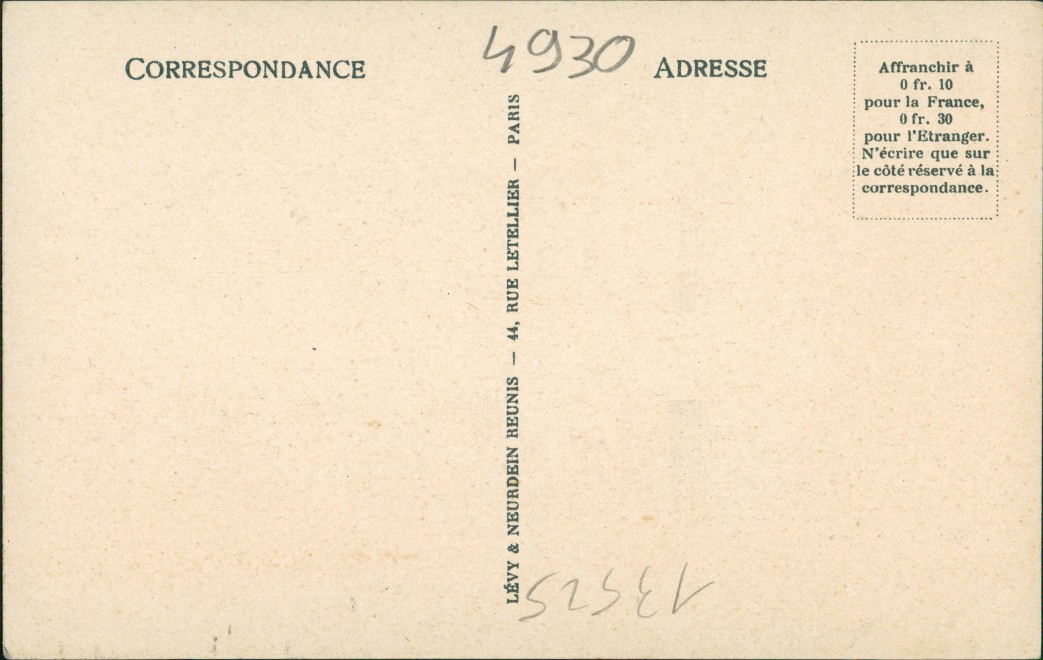 CORRESPONDANCE
4930
ADRESSE
Affranchir à
0 fr. 10
pour la France,
0 fr. 30
pour l'Etranger.
N'écrire que sur
le côté réservé à la
correspondance.
LÉVY & NEURDEIN REUNIS — 44, RUE LETELLIER — PARIS
13525